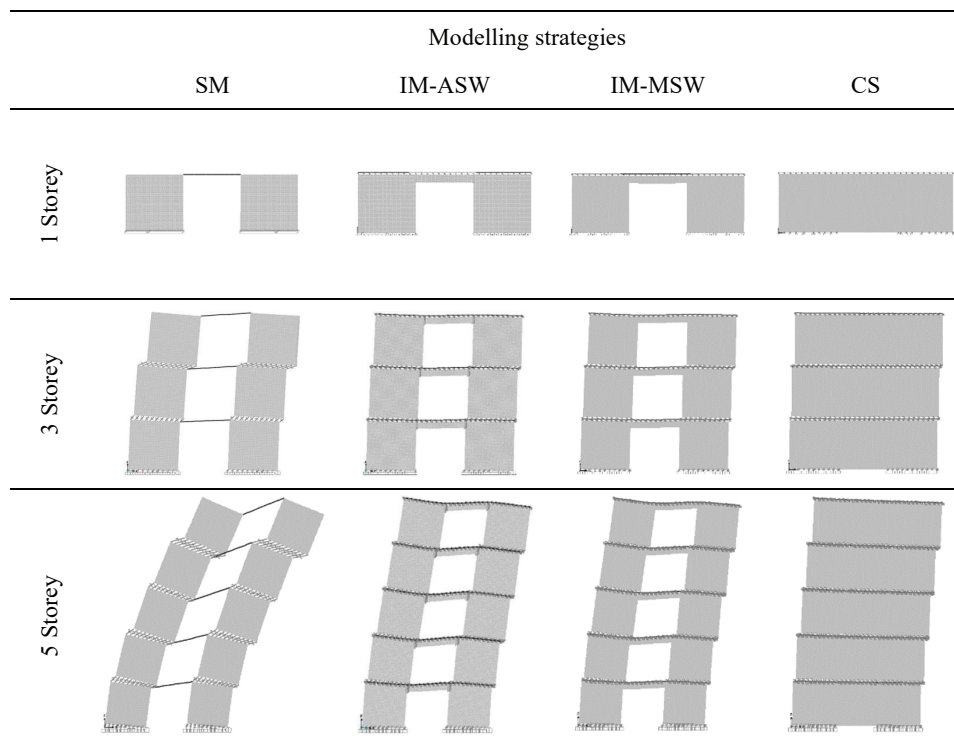 Modelling strategies
SM IM-ASW IM-MSW CS
1 Storey
3 Storey
5 Storey